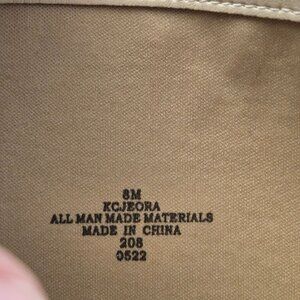 8M
KCJEORA
ALL MAN MADE MATERIALS
MADE IN CHINA
208
0522